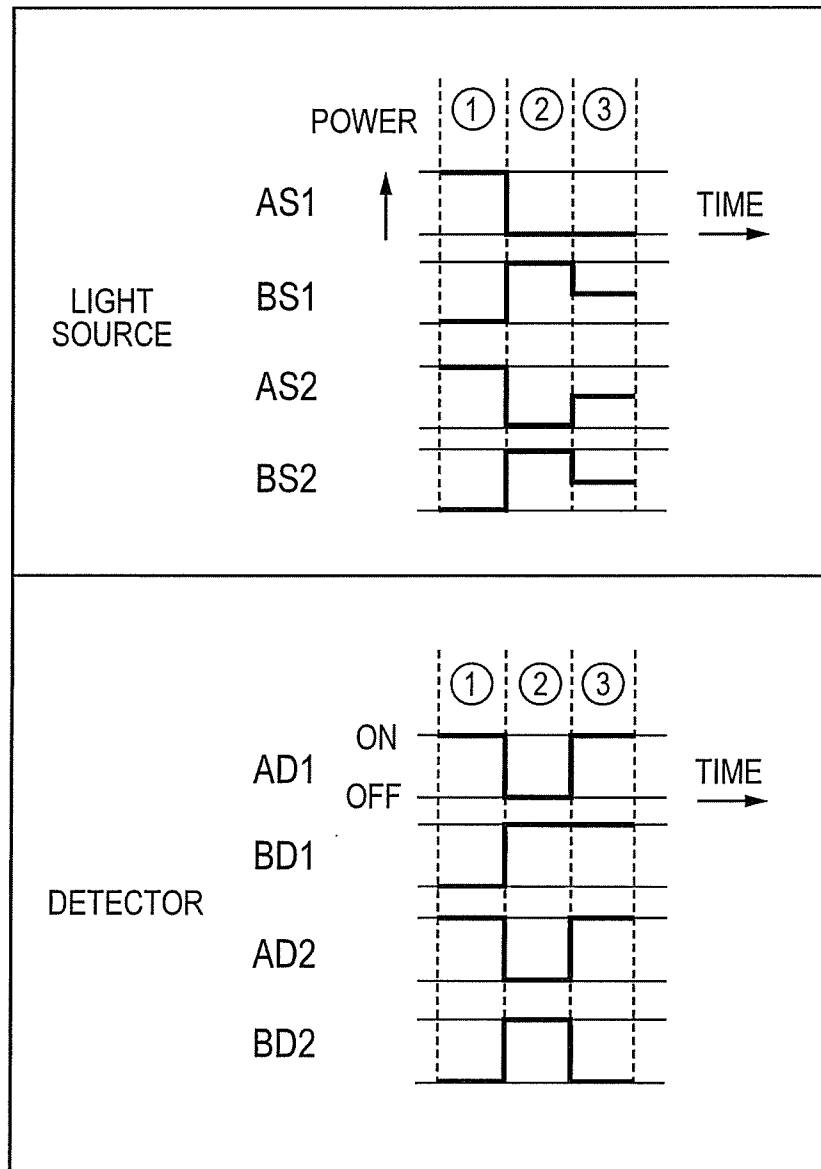 POWER ① ② ③
AS1
TIME
BS1
LIGHT
SOURCE
AS2
BS2
① ② ③
ON
AD1
OFF
TIME
BD1
DETECTOR
AD2
BD2